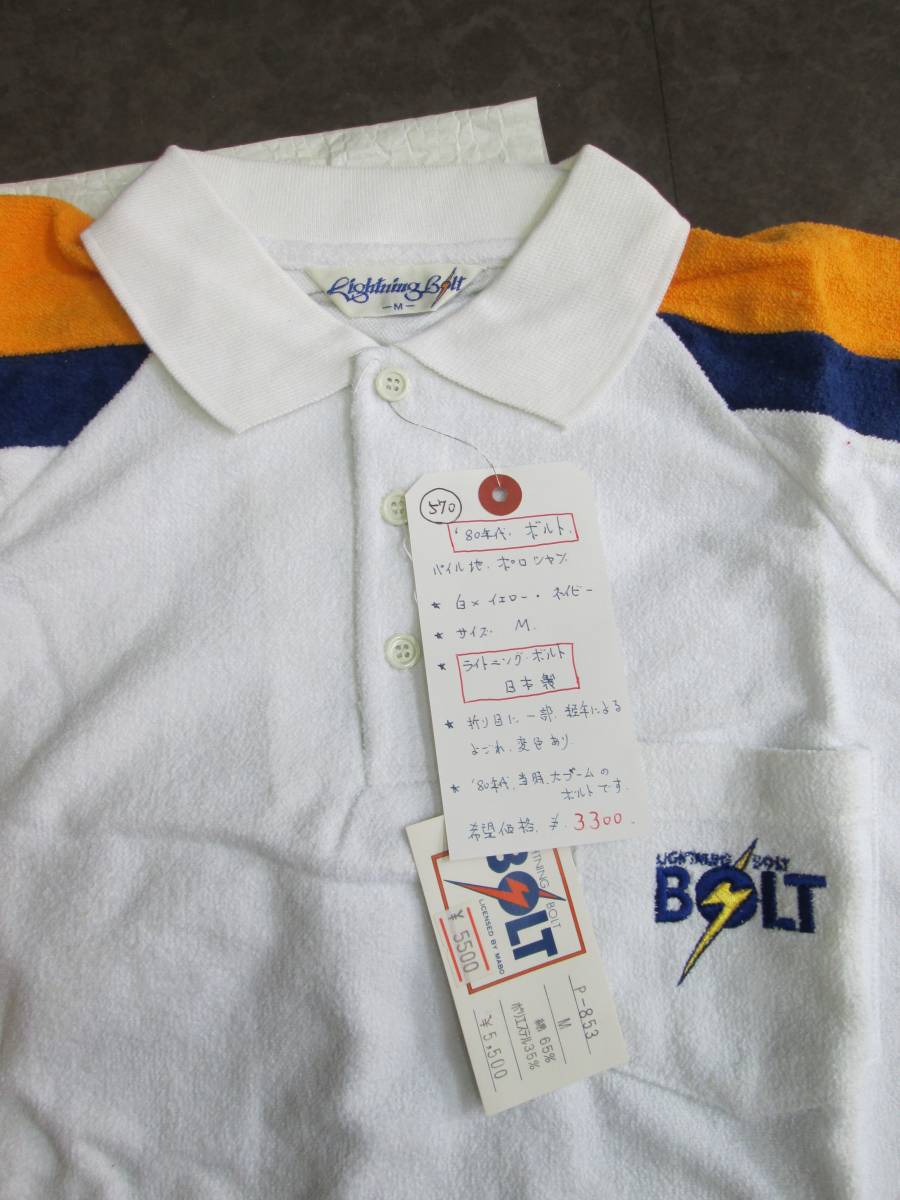 Lightning Bolt
-M-
570
'80年代. ボルト.
パイル地. ポロシャツ
★ 白×イエロー・ネイビー
★ サイズ. M.
★ ライトニング・ボルト
日本製
★ 折り目に一部. 経年による
よごれ、変色あり.
★ '80年代. 当時、大ブームの
ボルトです.
希望価格. ¥. 3300.
LIGHTNING BOLT
BOLT
LIGHTNING BOLT
BOLT
LICENSED BY MABO
¥5500
P-853
M
綿 65%
ポリエステル35%
¥5,500